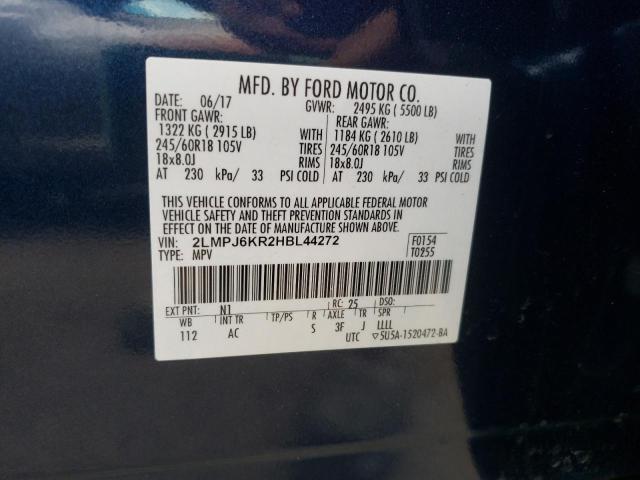 MFD. BY FORD MOTOR CO.
DATE: 06/17 GVWR: 2495 KG ( 5500 LB)
FRONT GAWR: REAR GAWR:
1322 KG ( 2915 LB) WITH 1184 KG ( 2610 LB) WITH
245/60R18 105V TIRES 245/60R18 105V TIRES
18x8.0J RIMS 18x8.0J RIMS
AT 230 kPa/ 33 PSI COLD AT 230 kPa/ 33 PSI COLD
THIS VEHICLE CONFORMS TO ALL APPLICABLE FEDERAL MOTOR
VEHICLE SAFETY AND THEFT PREVENTION STANDARDS IN
EFFECT ON THE DATE OF MANUFACTURE SHOWN ABOVE.
VIN: 2LMPJ6KR2HBL44272 F0154
TYPE: MPV T0255
EXT PNT: N1 RC: 25 DSO:
WB INT TR TP/PS R AXLE TR SPR
112 AC S 3F J LLLL
UTC ▽5U5A-1520472-BA